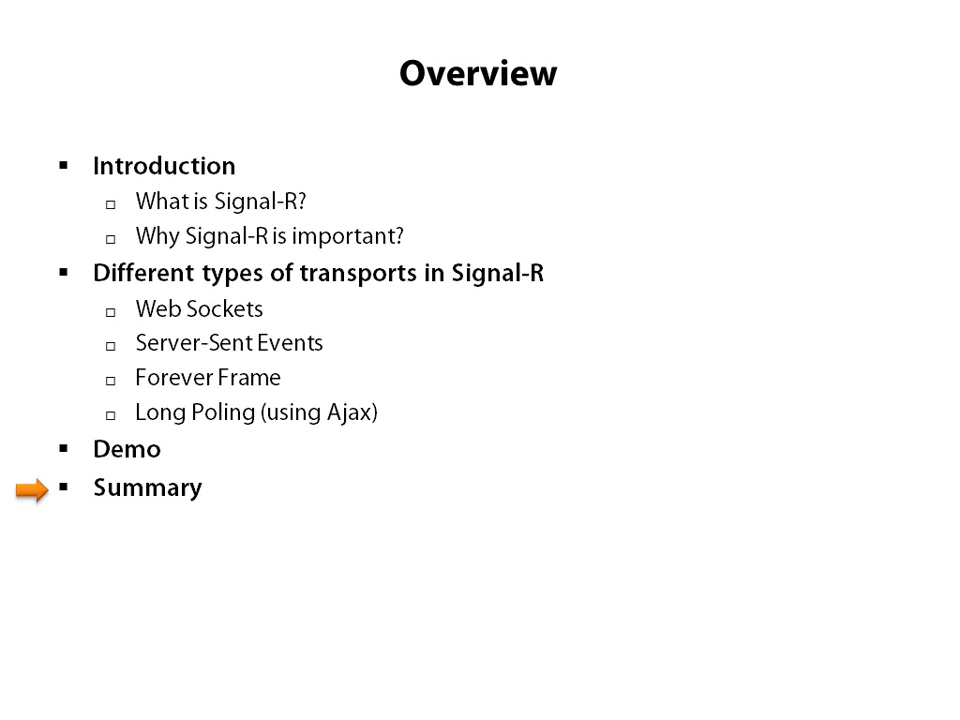 Overview
Introduction
What is Signal-R?
Why Signal-R is important?
Different types of transports in Signal-R
Web Sockets
Server-Sent Events
Forever Frame
Long Poling (using Ajax)
Demo
Summary